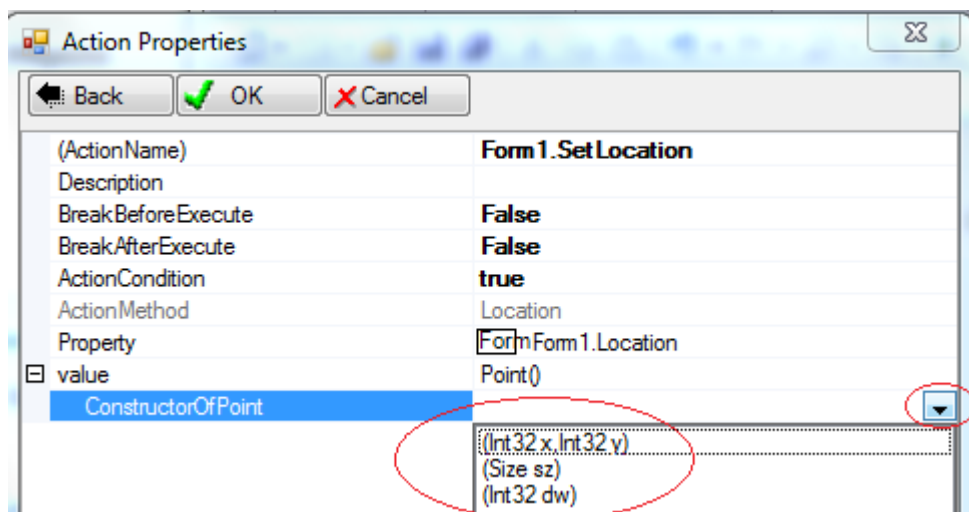 Action Properties
Back OK Cancel
(ActionName) Form1.SetLocation
Description
BreakBeforeExecute False
BreakAfterExecute False
ActionCondition true
ActionMethod Location
Property Form Form1.Location
value Point()
ConstructorOfPoint
(Int32 x,Int32 y)
(Size sz)
(Int32 dw)